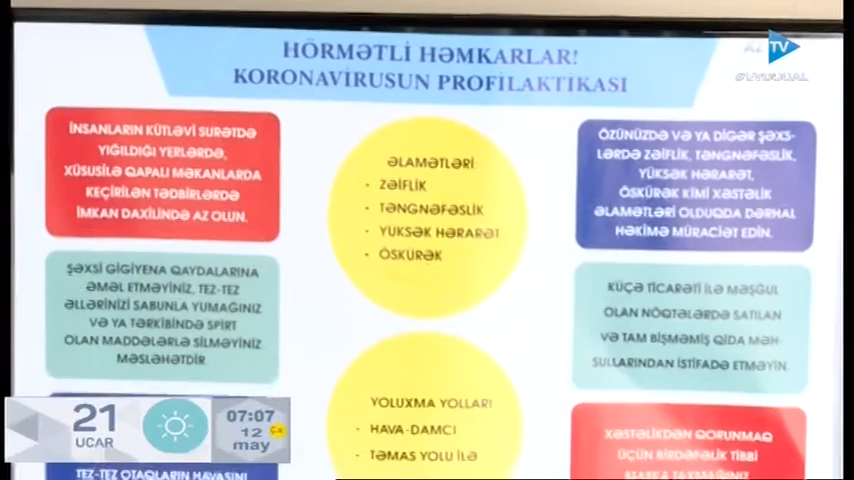 HÖRMƏTLİ HƏMKARLAR!
KORONAVİRUSUN PROFİLAKTİKASI
AZ TV
İNSANLARIN KÜTLƏVİ SURƏTDƏ
YIĞILDIĞI YERLƏRDƏ,
XÜSUSİLƏ QAPALI MƏKANLARDA
KEÇİRİLƏN TƏDBİRLƏRDƏ
İMKAN DAXİLİNDƏ AZ OLUN.
ƏLAMƏTLƏRİ:
• ZƏİFLİK
• TƏNGNƏFƏSLİK
• YÜKSƏK HƏRARƏT
• ÖSKÜRƏK
ÖZÜNÜZDƏ VƏ YA DİGƏR ŞƏXS-
LƏRDƏ ZƏİFLİK, TƏNGNƏFƏSLİK,
YÜKSƏK HƏRARƏT,
ÖSKÜRƏK KİMİ XƏSTƏLİK
ƏLAMƏTLƏRİ OLDUQDA DƏRHAL
HƏKİMƏ MÜRACİƏT EDİN.
ŞƏXSİ GİGİYENA QAYDALARINA
ƏMƏL ETMƏYİNİZ, TEZ-TEZ
ƏLLƏRİNİZİ SABUNLA YUMAĞINIZ
VƏ YA TƏRKİBİNDƏ SPİRT
OLAN MADDƏLƏRLƏ SİLMƏYİNİZ
MƏSLƏHƏTDİR.
KÜÇƏ TİCARƏTİ İLƏ MƏŞĞUL
OLAN NÖQTƏLƏRDƏ SATILAN
VƏ TAM BİŞMƏMİŞ QİDA MƏH-
SULLARINDAN İSTİFADƏ ETMƏYİN.
YOLUXMA YOLLARI
• HAVA-DAMCI
• TƏMAS YOLU İLƏ
XƏSTƏLİKDƏN QORUNMAQ
ÜÇÜN BİRDƏFƏLİK TİBBİ
MASKA TAXMAĞINIZ
TEZ-TEZ OTAQLARIN HAVASINI
21
UCAR
07:07
12
may
Ç.a